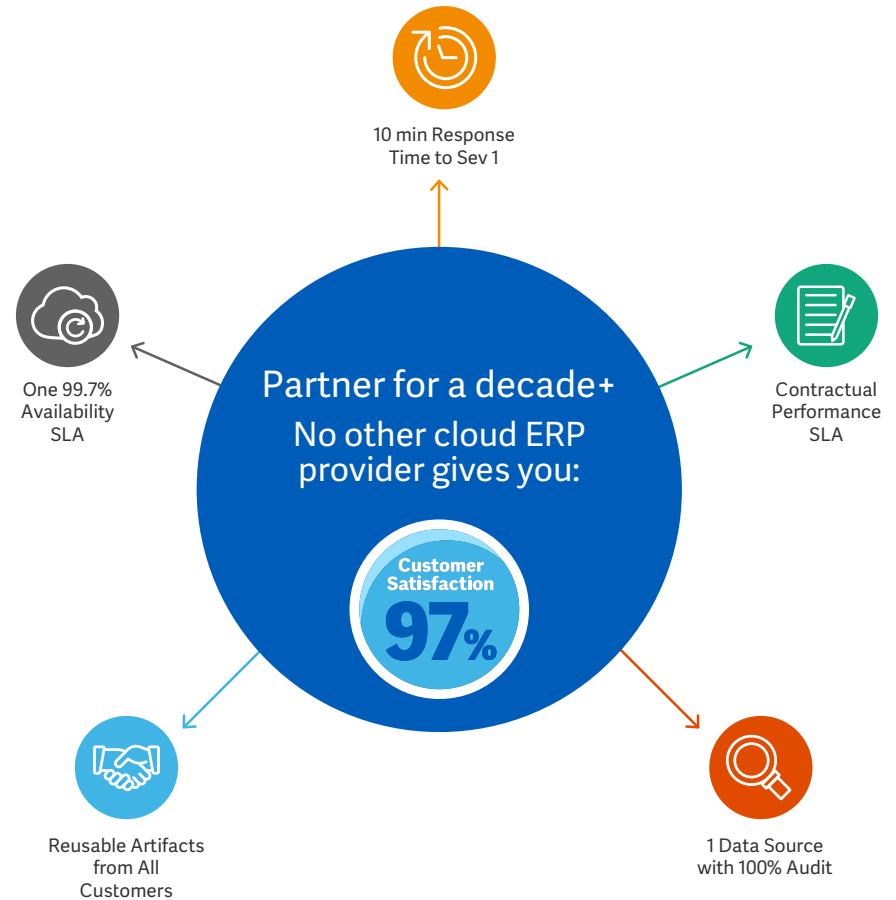 10 min Response
Time to Sev 1
One 99.7%
Availability
SLA
Contractual
Performance
SLA
Partner for a decade+
No other cloud ERP
provider gives you:
Customer
Satisfaction
97%
Reusable Artifacts
from All
Customers
1 Data Source
with 100% Audit